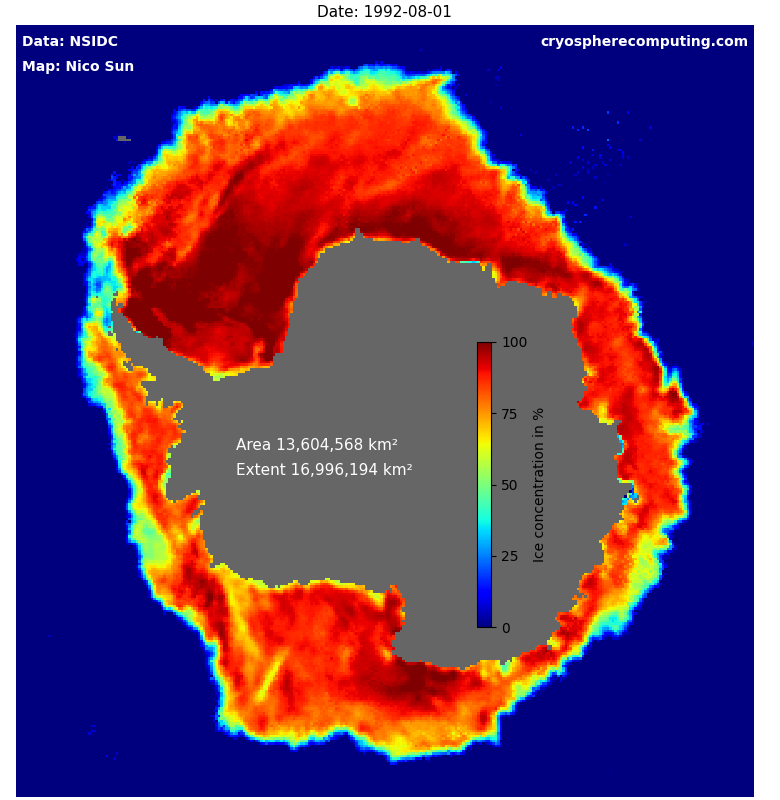 Date: 1992-08-01
Data: NSIDC
cryospherecomputing.com
Map: Nico Sun
100
75
Area 13,604,568 km²
Extent 16,996,194 km²
50
25
0
Ice concentration in %